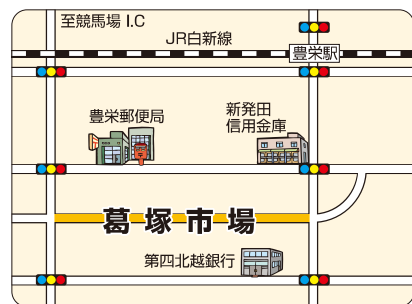 至競馬場 I.C
JR白新線
豊栄駅
豊栄郵便局
新発田
信用金庫
葛塚市場
第四北越銀行